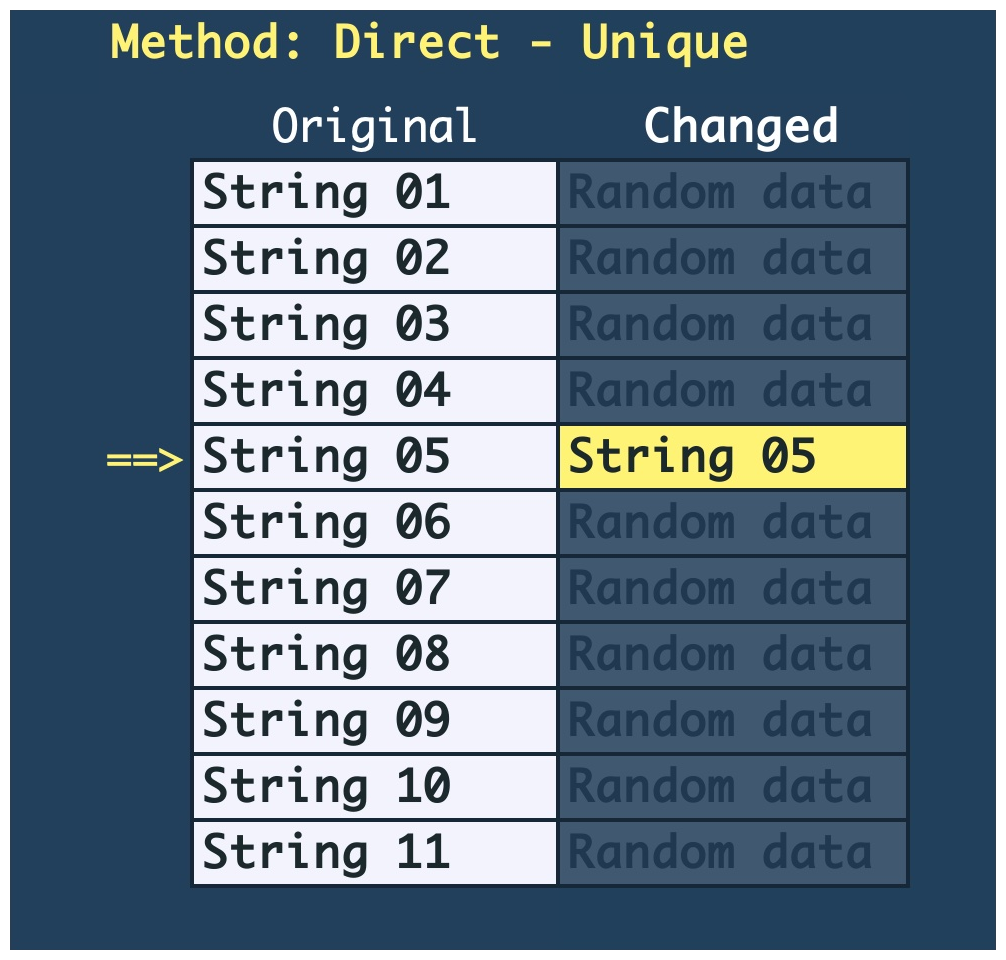 Method: Direct - Unique
Original Changed
String 01 Random data
String 02 Random data
String 03 Random data
String 04 Random data
==> String 05 String 05
String 06 Random data
String 07 Random data
String 08 Random data
String 09 Random data
String 10 Random data
String 11 Random data